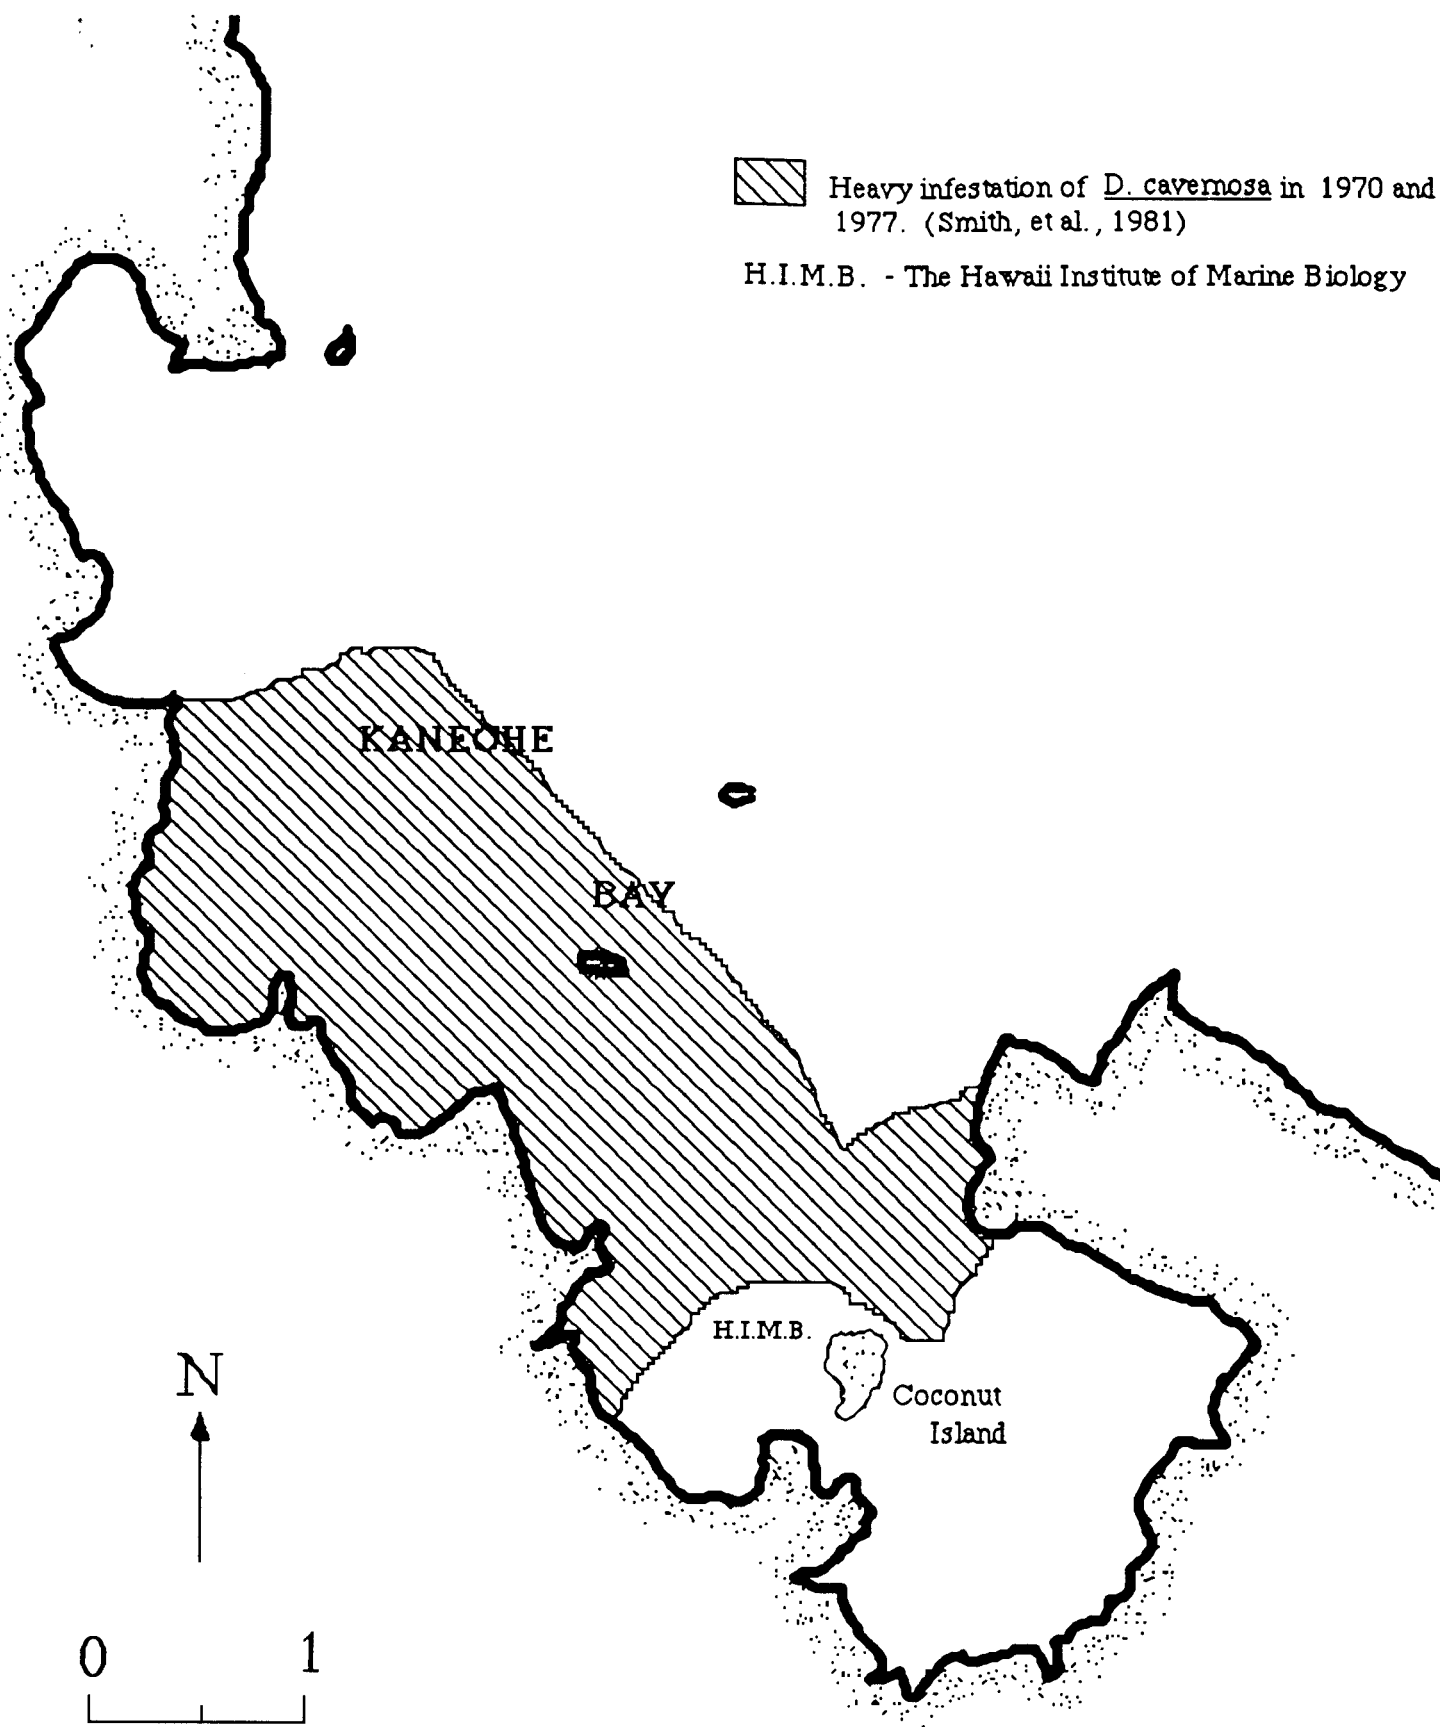 Heavy infestation of D. cavernosa in 1970 and
1977. (Smith, et al., 1981)
H.I.M.B. - The Hawaii Institute of Marine Biology
KANEOHE
BAY
H.I.M.B.
Coconut
Island
N
0 1